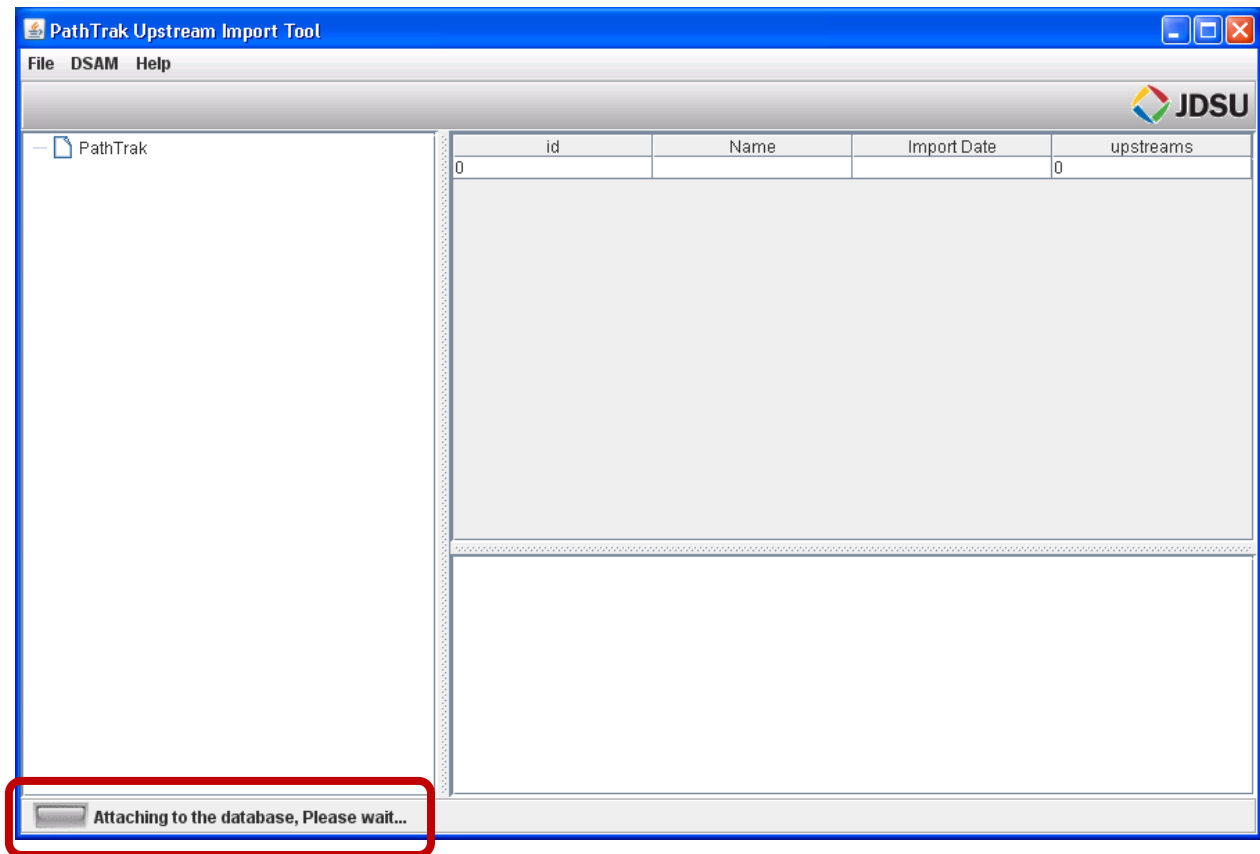 PathTrak Upstream Import Tool
File DSAM Help
JDSU
PathTrak
id Name Import Date upstreams
0 0
Attaching to the database, Please wait...